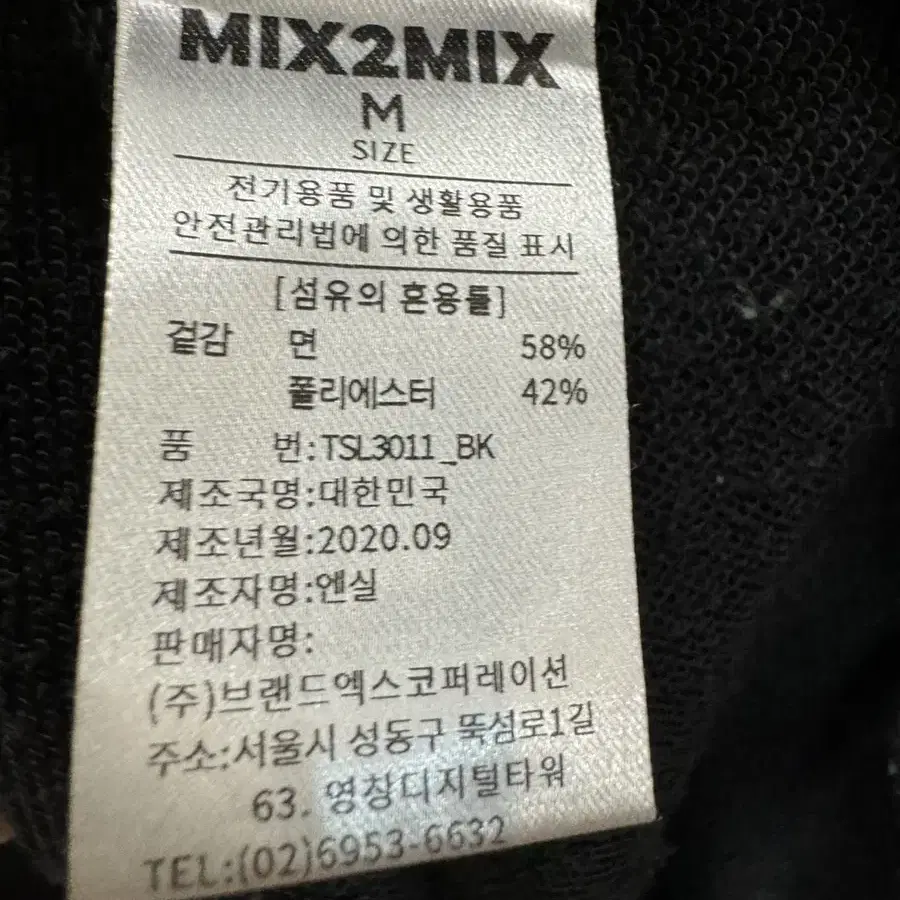 MIX2MIX
M
SIZE
전기용품 및 생활용품
안전관리법에 의한 품질 표시
[섬유의 혼용률]
겉감 면 58%
폴리에스터 42%
품 번:TSL3011_BK
제조국명:대한민국
제조년월:2020.09
제조자명:앤실
판매자명:
(주)브랜드엑스코퍼레이션
주소:서울시 성동구 뚝섬로1길
63. 영창디지털타워
TEL:(02)6953-6632